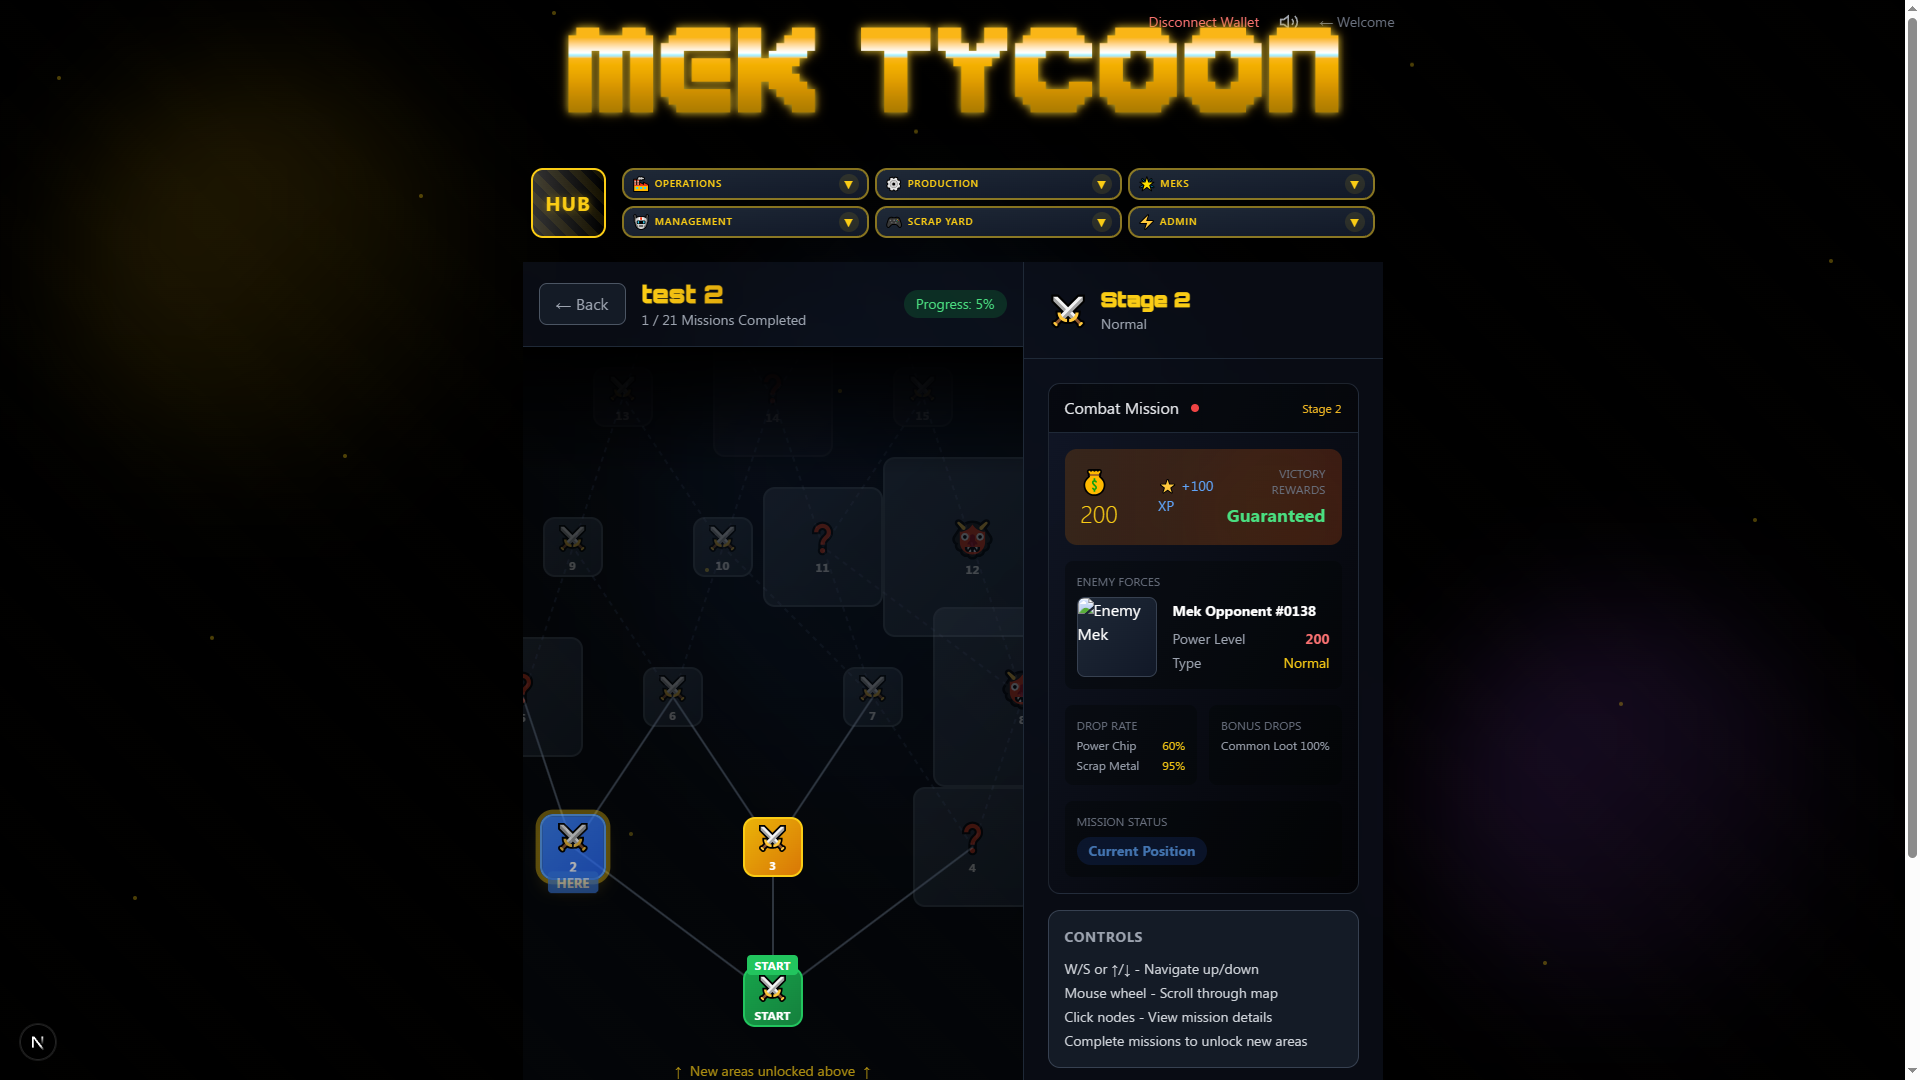 Disconnect Wallet
← Welcome
MEK TYCOON
HUB
OPERATIONS ▼
PRODUCTION ▼
MEKS ▼
MANAGEMENT ▼
SCRAP YARD ▼
ADMIN ▼
← Back
test 2
1 / 21 Missions Completed
Progress: 5%
13
14
15
9
10
11
12
6
7
8
2
HERE
3
4
START
START
↑ New areas unlocked above ↑
Stage 2
Normal
Combat Mission
Stage 2
200
+100
XP
VICTORY
REWARDS
Guaranteed
ENEMY FORCES
Enemy
Mek
Mek Opponent #0138
Power Level 200
Type Normal
DROP RATE
Power Chip 60%
Scrap Metal 95%
BONUS DROPS
Common Loot 100%
MISSION STATUS
Current Position
CONTROLS
W/S or ↑/↓ - Navigate up/down
Mouse wheel - Scroll through map
Click nodes - View mission details
Complete missions to unlock new areas
N